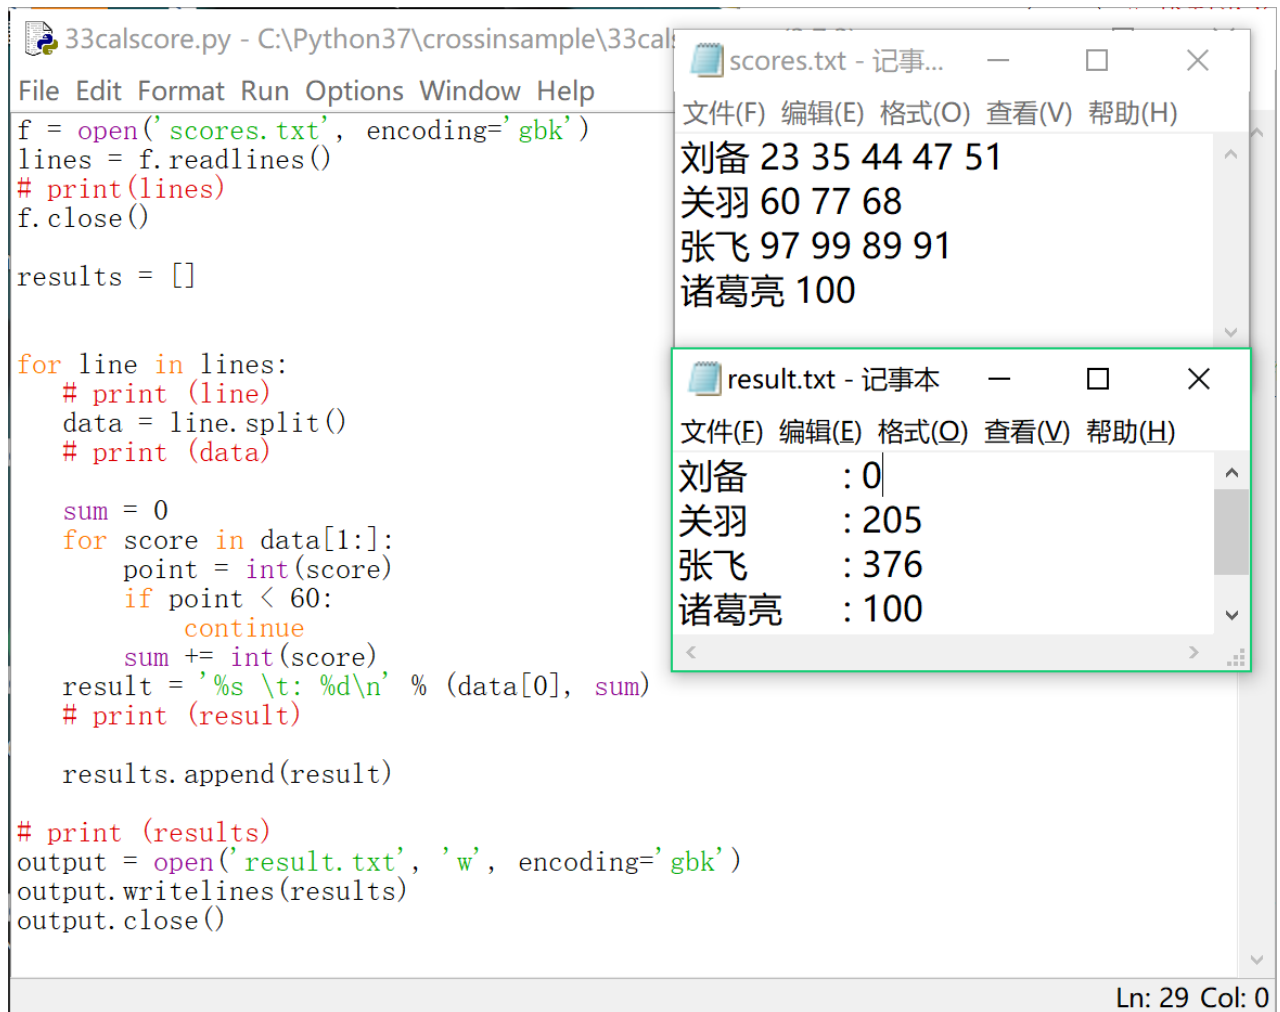 33calscore.py - C:\Python37\crossinsample\33cals
File Edit Format Run Options Window Help
f = open('scores.txt', encoding='gbk')
lines = f.readlines()
# print(lines)
f.close()
results = []
for line in lines:
# print (line)
data = line.split()
# print (data)
sum = 0
for score in data[1:]:
point = int(score)
if point < 60:
continue
sum += int(score)
result = '%s \t: %d\n' % (data[0], sum)
# print (result)
results.append(result)
# print (results)
output = open('result.txt', 'w', encoding='gbk')
output.writelines(results)
output.close()
Ln: 29 Col: 0
scores.txt - 记事...
文件(F) 编辑(E) 格式(O) 查看(V) 帮助(H)
刘备 23 35 44 47 51
关羽 60 77 68
张飞 97 99 89 91
诸葛亮 100
result.txt - 记事本
文件(F) 编辑(E) 格式(O) 查看(V) 帮助(H)
刘备 : 0
关羽 : 205
张飞 : 376
诸葛亮 : 100